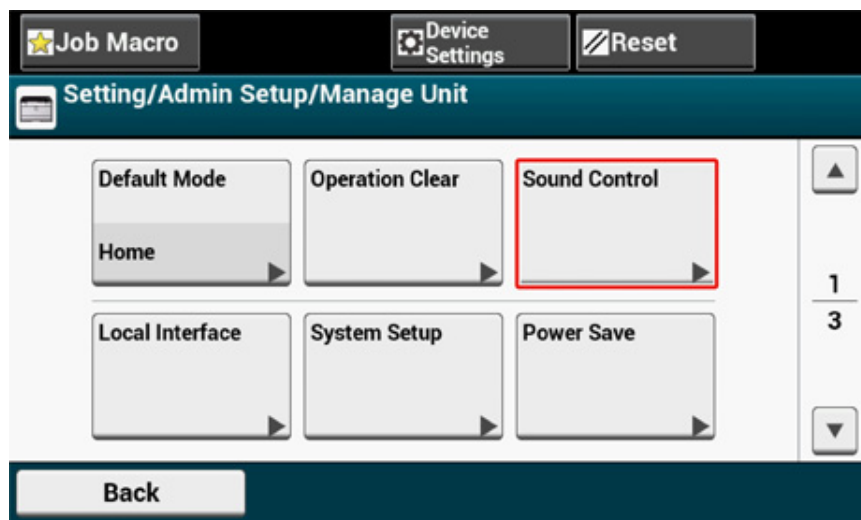 Job Macro
Device
Settings
Reset
Setting/Admin Setup/Manage Unit
Default Mode
Operation Clear
Sound Control
Home
1
3
Local Interface
System Setup
Power Save
Back